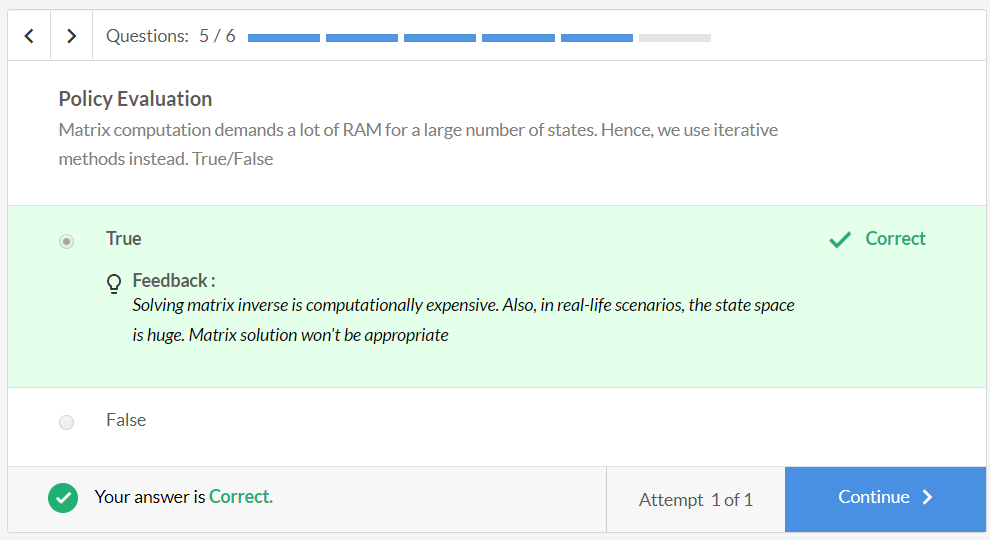 Questions: 5 / 6
Policy Evaluation
Matrix computation demands a lot of RAM for a large number of states. Hence, we use iterative
methods instead. True/False
True
Correct
Feedback :
Solving matrix inverse is computationally expensive. Also, in real-life scenarios, the state space
is huge. Matrix solution won't be appropriate
False
Your answer is Correct.
Attempt 1 of 1
Continue